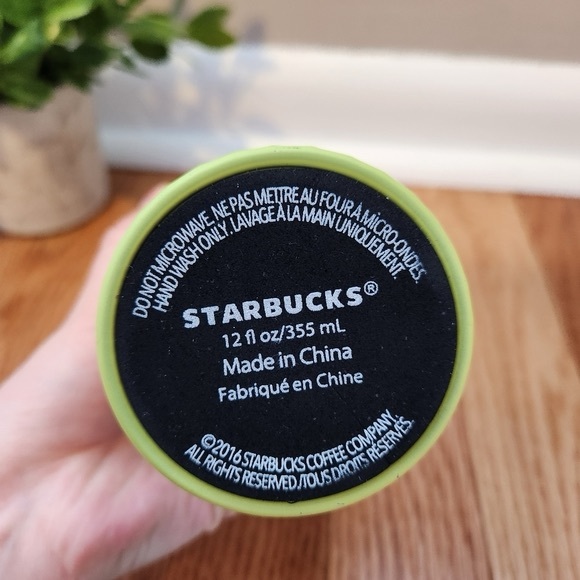 DO NOT MICROWAVE. NE PAS METTRE AU FOUR À MICRO-ONDES.
HAND WASH ONLY. LAVAGE À LA MAIN UNIQUEMENT.
STARBUCKS®
12 fl oz/355 mL
Made in China
Fabriqué en Chine
©2016 STARBUCKS COFFEE COMPANY.
ALL RIGHTS RESERVED./TOUS DROITS RÉSERVÉS.